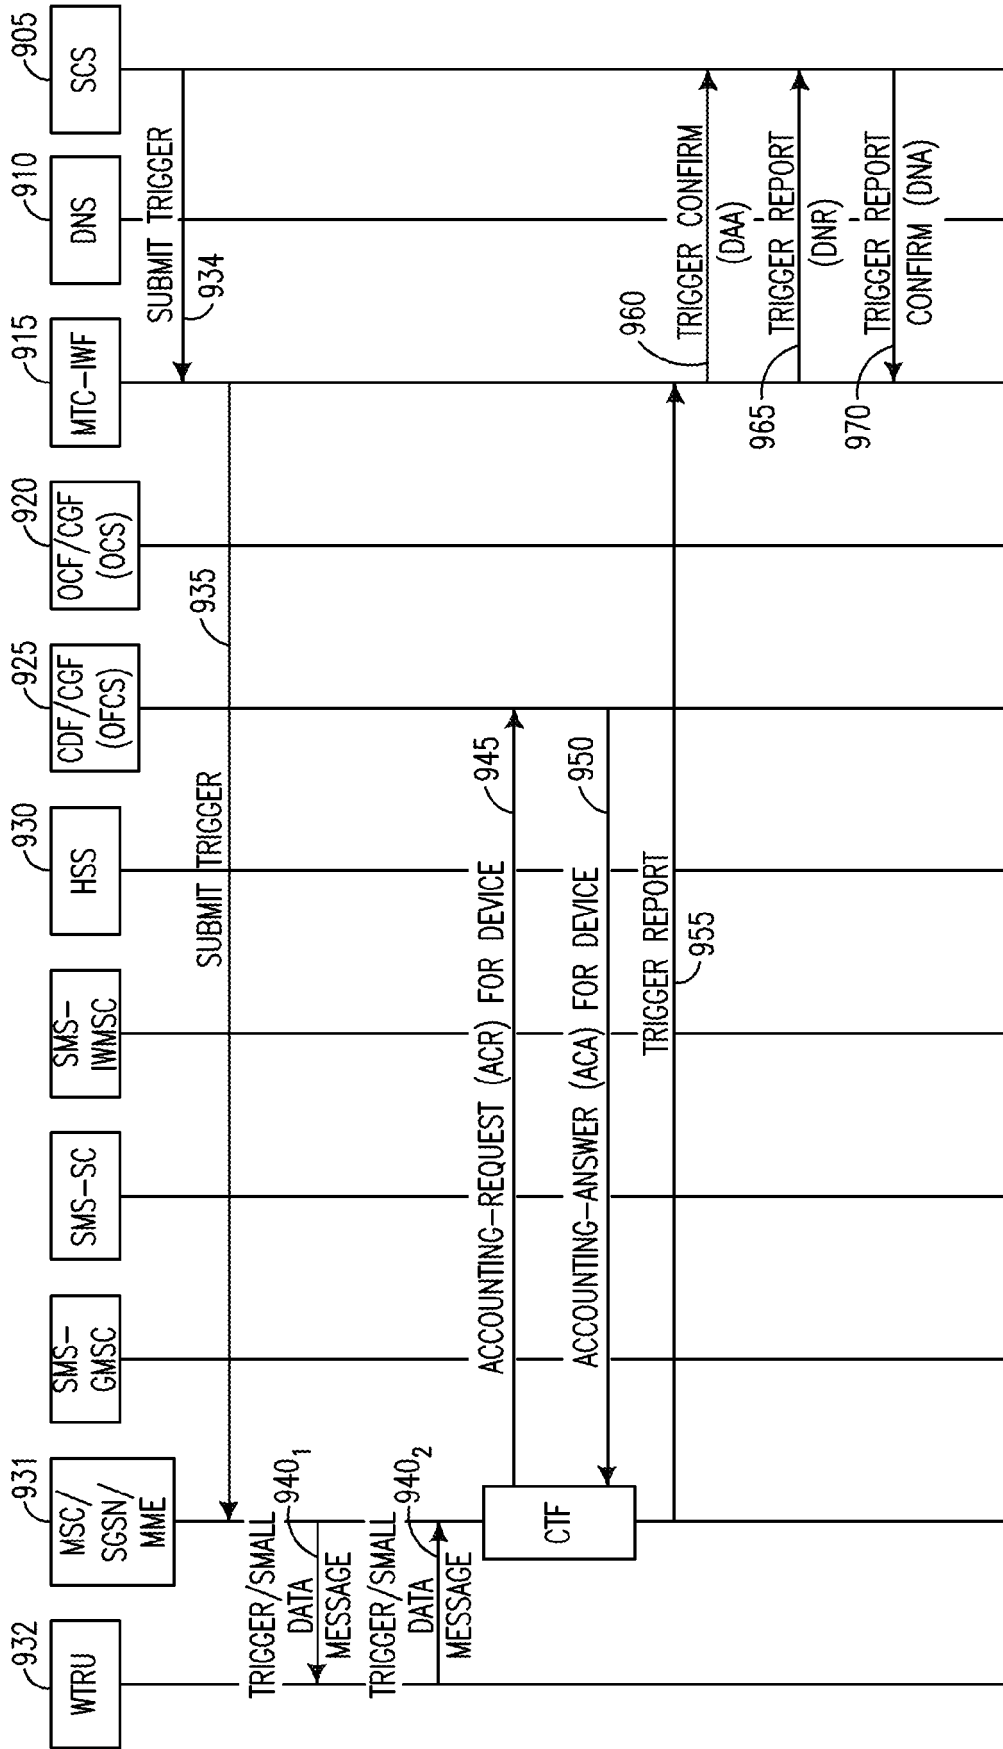 932
WTRU
931
MSC/
SGSN/
MME
SMS-
GMSC
SMS-SC
SMS-
IWMSC
930
HSS
925
CDF/CGF
(OFCS)
920
OCF/CGF
(OCS)
915
MTC-IWF
910
DNS
905
SCS
SUBMIT TRIGGER
934
SUBMIT TRIGGER
935
TRIGGER/SMALL
DATA
MESSAGE
940₁
TRIGGER/SMALL
DATA
MESSAGE
940₂
CTF
ACCOUNTING-REQUEST (ACR) FOR DEVICE
945
ACCOUNTING-ANSWER (ACA) FOR DEVICE
950
TRIGGER REPORT
955
960
TRIGGER CONFIRM
(DAA)
965
TRIGGER REPORT
(DNR)
970
TRIGGER REPORT
CONFIRM (DNA)